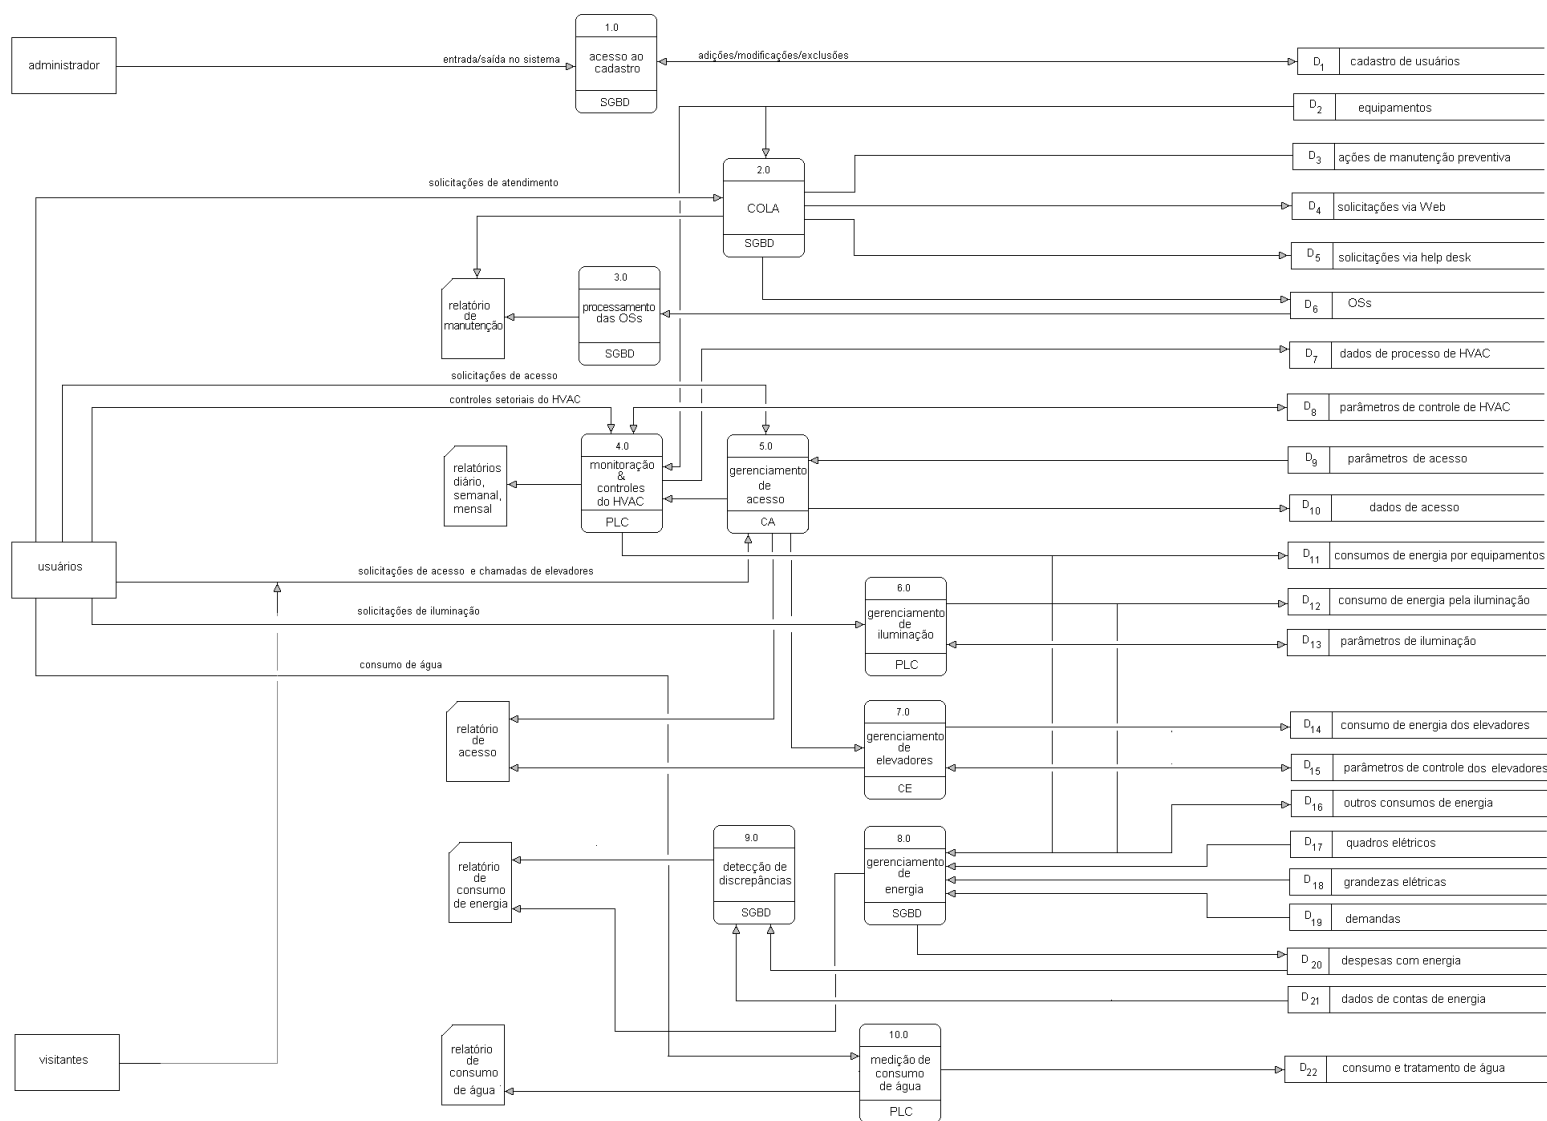 1.0
acesso ao
cadastro
SGBD
administrador
entrada/saída no sistema
adições/modificações/exclusões
D1
cadastro de usuários
D2
equipamentos
2.0
COLA
SGBD
D3
ações de manutenção preventiva
solicitações de atendimento
D4
solicitações via Web
D5
solicitações via help desk
3.0
processamento
das OSs
SGBD
relatório
de
manutenção
D6
OSs
D7
dados de processo de HVAC
solicitações de acesso
controles setoriais do HVAC
D8
parâmetros de controle de HVAC
4.0
monitoração
&
controles
do HVAC
PLC
5.0
gerenciamento
de
acesso
CA
relatórios
diário,
semanal,
mensal
D9
parâmetros de acesso
D10
dados de acesso
usuários
D11
consumos de energia por equipamentos
solicitações de acesso e chamadas de elevadores
6.0
gerenciamento
de
iluminação
PLC
D12
consumo de energia pela iluminação
solicitações de iluminação
D13
parâmetros de iluminação
consumo de água
relatório
de
acesso
7.0
gerenciamento
de
elevadores
CE
D14
consumo de energia dos elevadores
D15
parâmetros de controle dos elevadores
D16
outros consumos de energia
9.0
detecção de
discrepâncias
SGBD
8.0
gerenciamento
de
energia
SGBD
D17
quadros elétricos
relatório
de
consumo
de energia
D18
grandezas elétricas
D19
demandas
D20
despesas com energia
D21
dados de contas de energia
visitantes
relatório
de
consumo
de água
10.0
medição de
consumo
de água
PLC
D22
consumo e tratamento de água